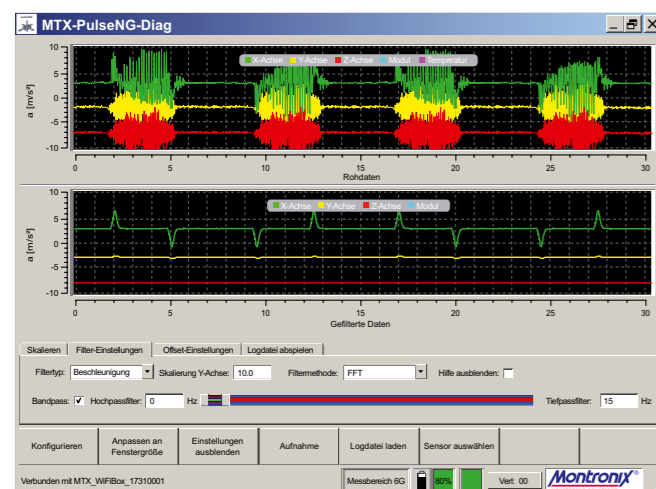 MTX-PulseNG-Diag
X-Achse Y-Achse Z-Achse Modul Temperatur
a [m/s²]
10
5
0
-5
-10
0 5 10 15 20 25 30
Rohdaten
X-Achse Y-Achse Z-Achse Modul
a [m/s²]
10
5
0
-5
-10
0 5 10 15 20 25 30
Gefilterte Daten
Skalieren Filter-Einstellungen Offset-Einstellungen Logdatei abspielen
Filtertyp: Beschleunigung Skalierung Y-Achse: 10.0 Filtermethode: FFT Hilfe ausblenden:
Bandpass: Hochpassfilter: 0 Hz Tiefpassfilter: 15 Hz
Konfigurieren Anpassen an Fenstergröße Einstellungen ausblenden Aufnahme Logdatei laden Sensor auswählen
Verbunden mit MTX_WiFiBox_17310001 Messbereich 6G 80% Verl: 00 Montronix